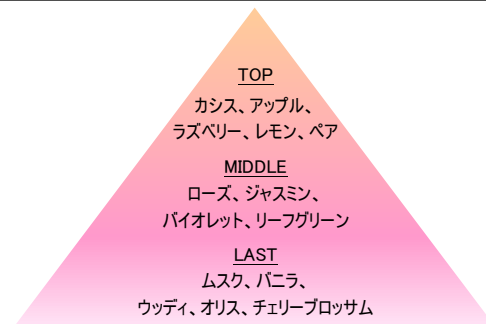 TOP
カシス、アップル、
ラズベリー、レモン、ペア
MIDDLE
ローズ、ジャスミン、
バイオレット、リーフグリーン
LAST
ムスク、バニラ、
ウッディ、オリス、チェリーブロッサム